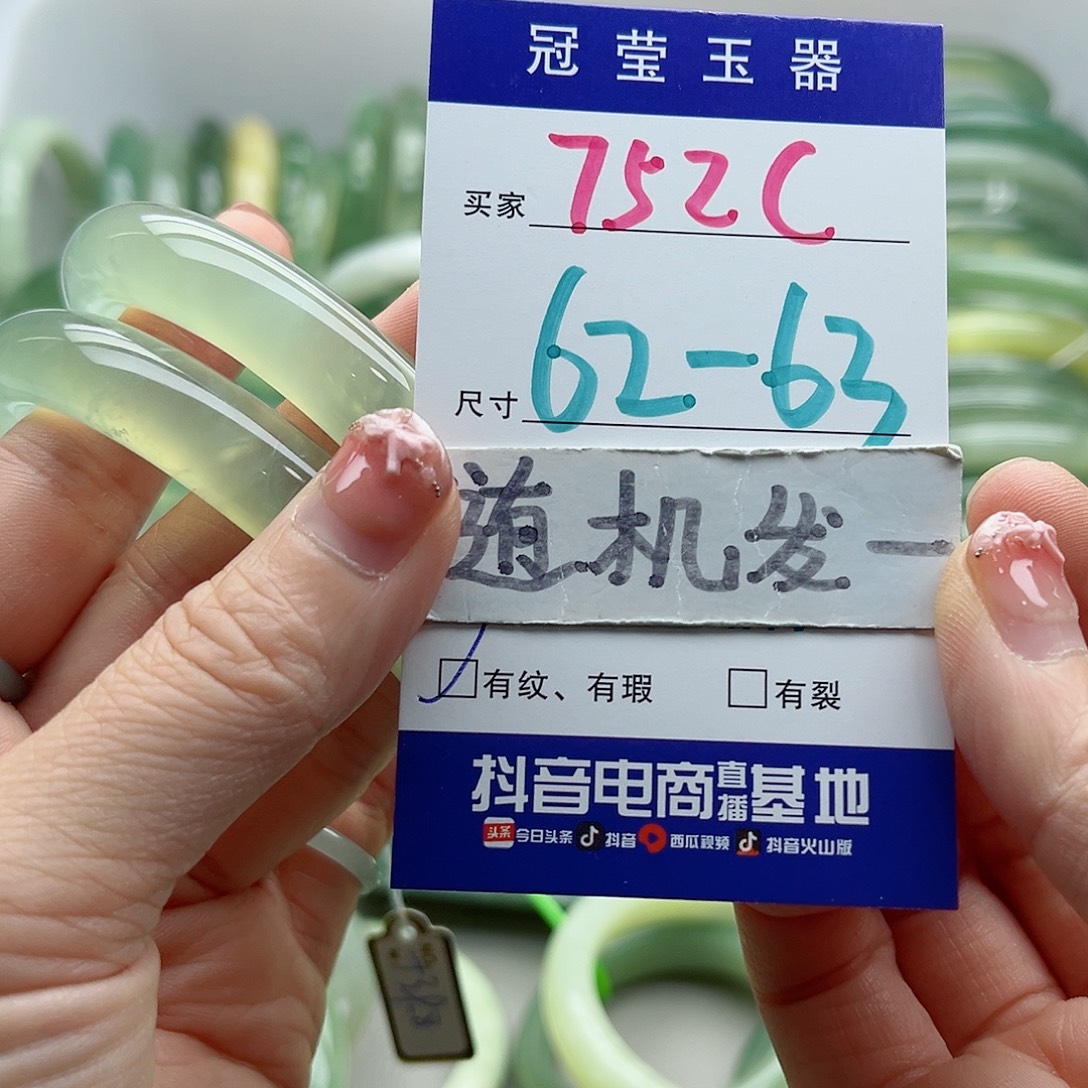 冠莹玉器
买家 752C
尺寸 62-63
随机发一
有纹、有瑕 有裂
抖音电商直播基地
头条 今日头条 抖音 西瓜视频 抖音火山版